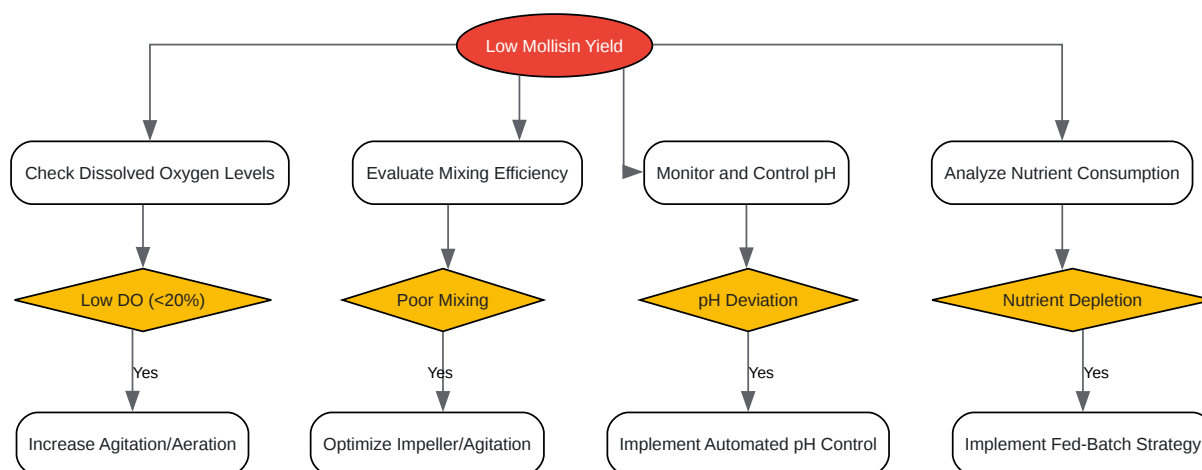 Low Mollisin Yield
Check Dissolved Oxygen Levels
Evaluate Mixing Efficiency
Monitor and Control pH
Analyze Nutrient Consumption
Low DO (<20%)
Poor Mixing
pH Deviation
Nutrient Depletion
Yes
Yes
Yes
Yes
Increase Agitation/Aeration
Optimize Impeller/Agitation
Implement Automated pH Control
Implement Fed-Batch Strategy